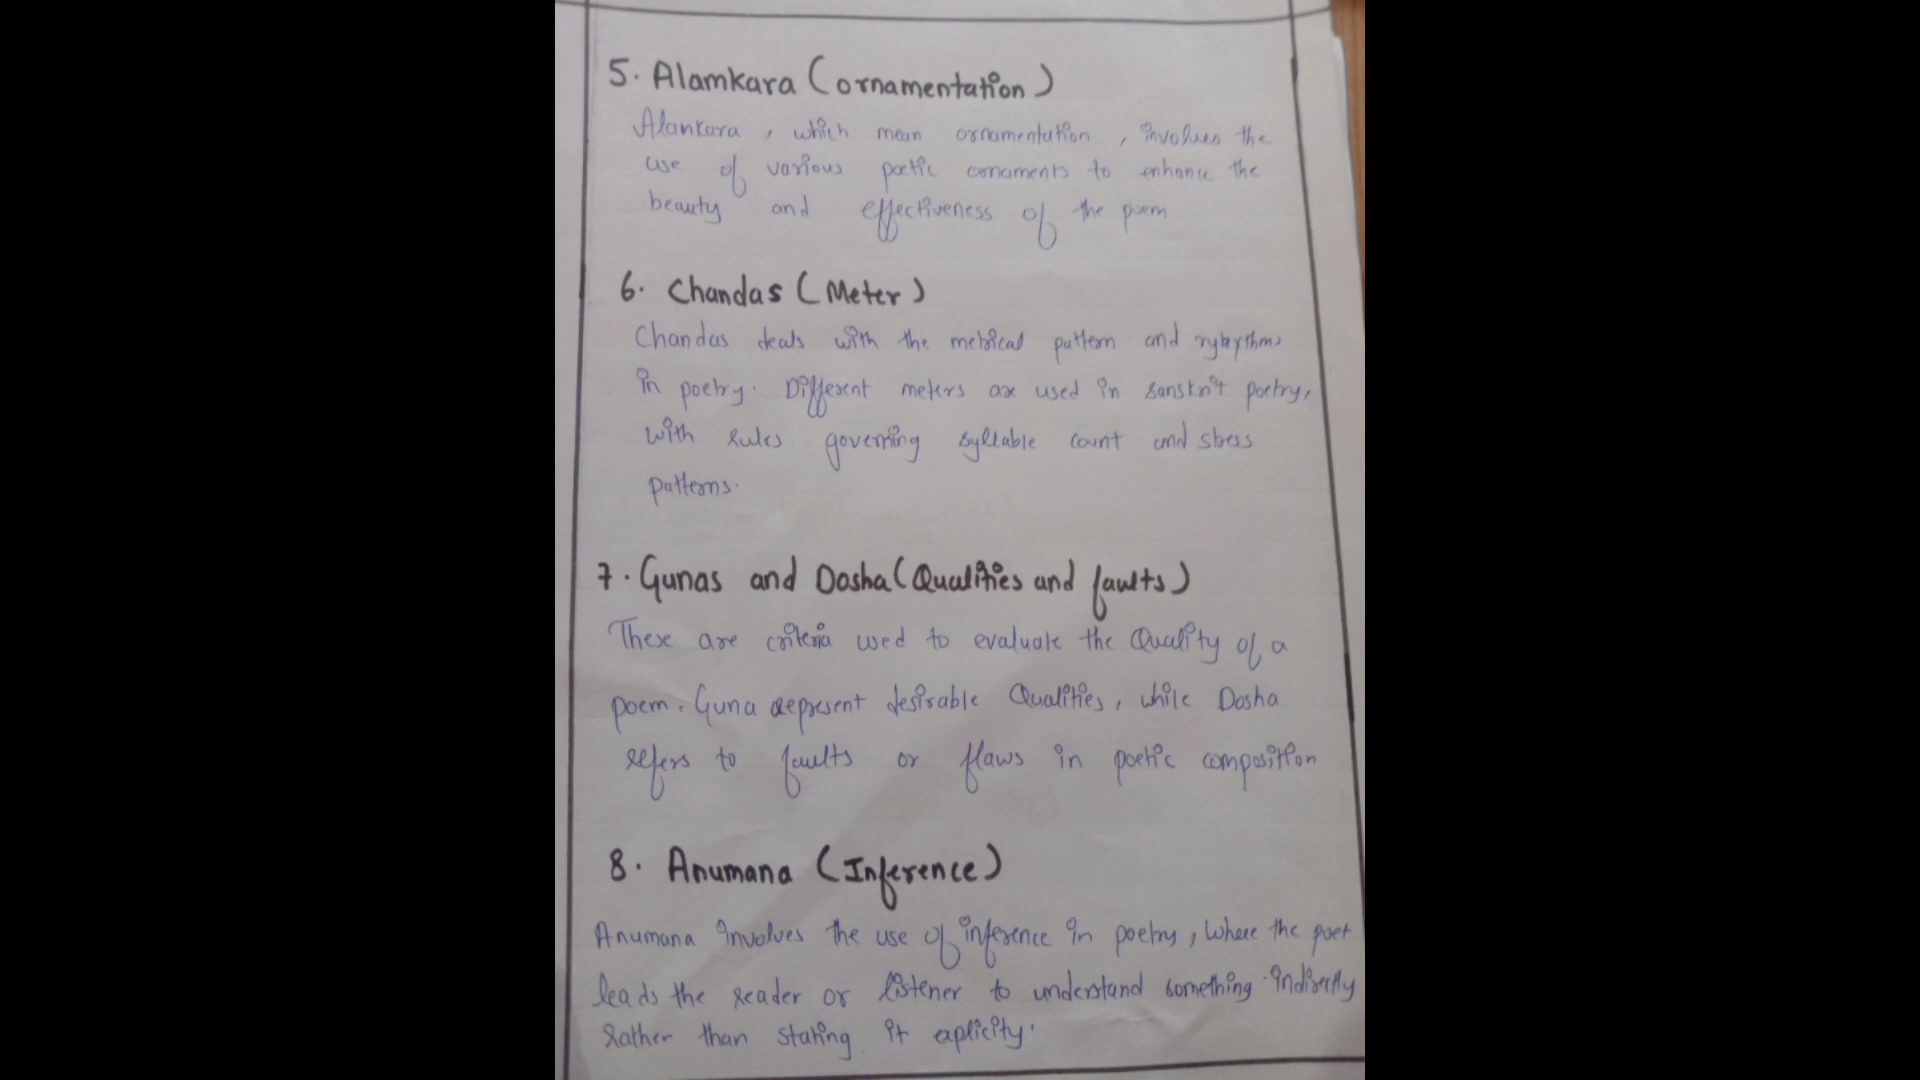 5. Alamkara (ornamentation)
Alankara, which mean ornamentation, involves the
use of various poetic ornaments to enhance the
beauty and effectiveness of the poem
6. Chandas (Meter)
Chandas deals with the metrical pattern and
in poetry. Different meters are used in sanskrit poetry,
with rules governing syllable count and stress
patterns.
7. Gunas and Dosha (Qualities and faults)
These are criteria used to evaluate the Quality of a
poem. Guna represent desirable Qualities, while Dosha
refers to faults or flaws in poetic composition
8. Anumana (Inference)
Anumana involves the use of inference in poetry, where the poet
leads the reader or listener to understand something indirectly
Rather than stating it explicity.